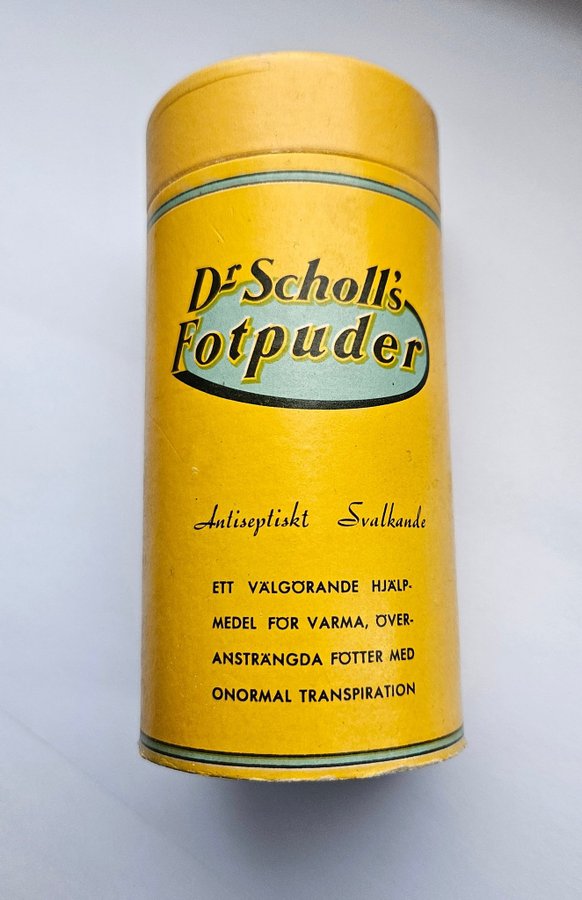 Dr Scholl's
Fotpuder
Antiseptiskt Svalkande
ETT VÄLGÖRANDE HJÄLP-
MEDEL FÖR VARMA, ÖVER-
ANSTRÄNGDA FÖTTER MED
ONORMAL TRANSPIRATION